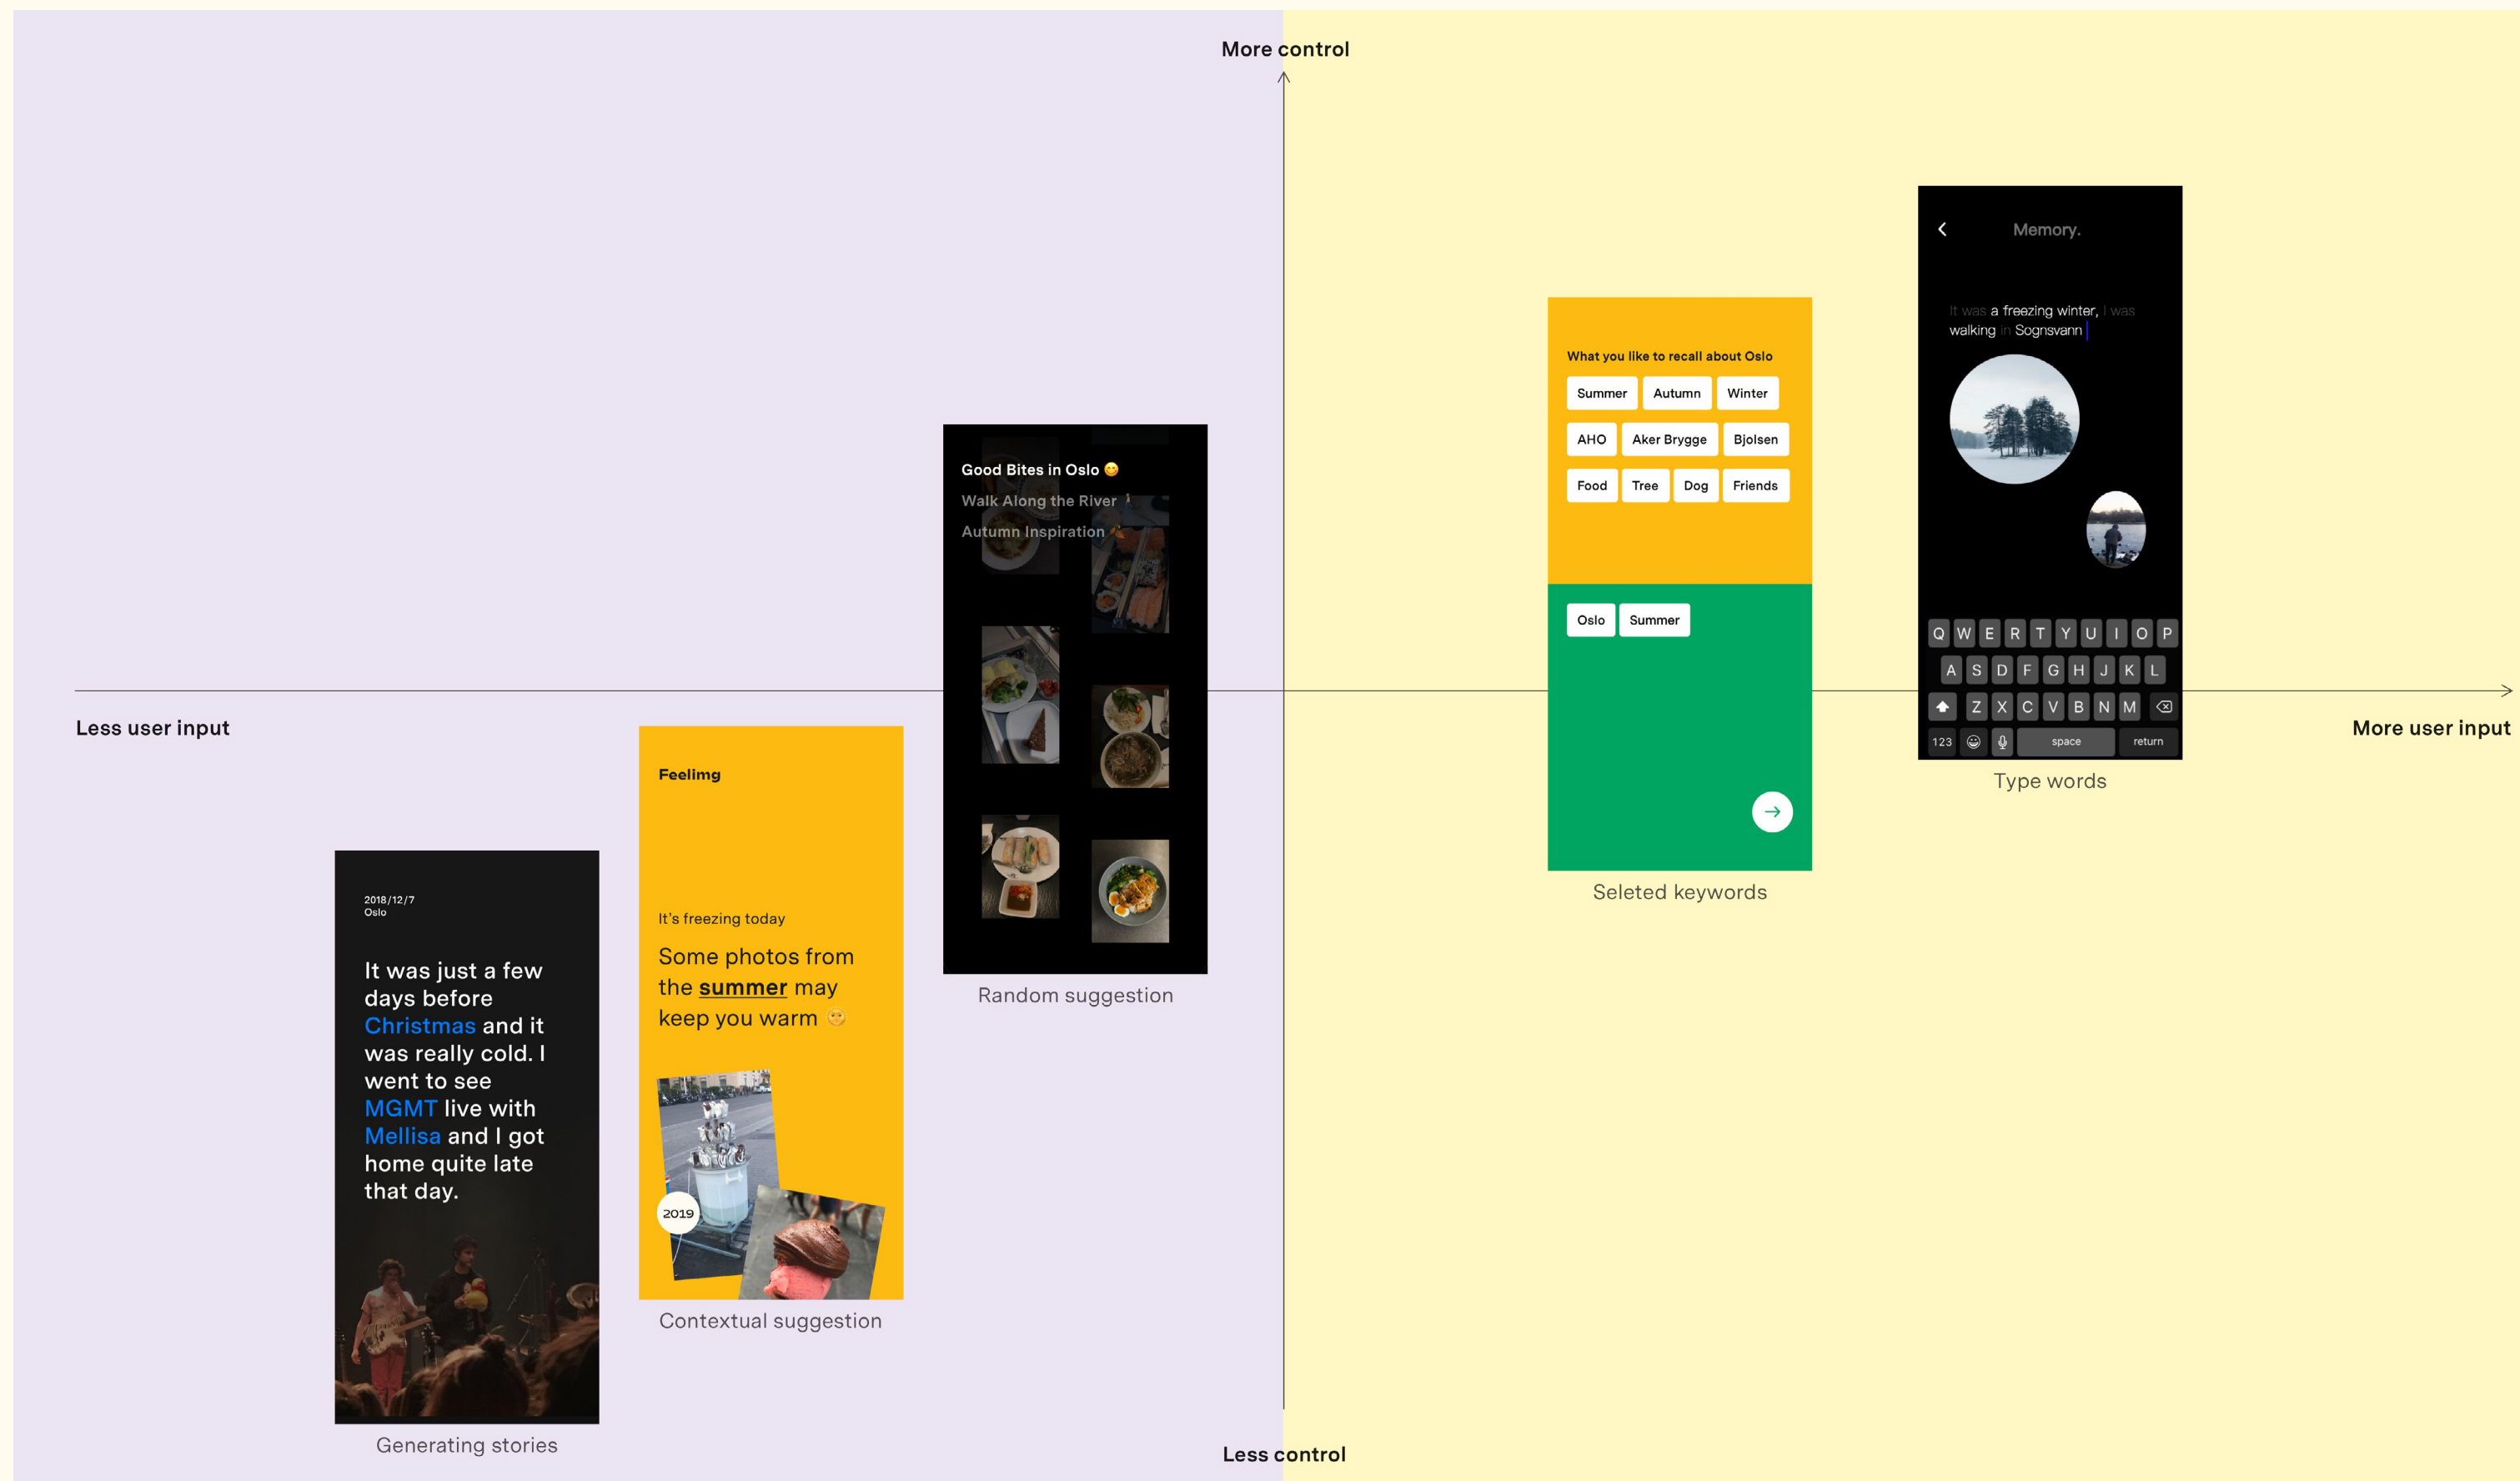 More control
Memory.
It was a freezing winter, I was
walking in Sognsvann
What you like to recall about Oslo
Summer
Autumn
Winter
AHO
Aker Brygge
Bjolsen
Food
Tree
Dog
Friends
Oslo
Summer
Q W E R T Y U I O P
A S D F G H J K L
Z X C V B N M
123
space
return
Type words
Seleted keywords
Good Bites in Oslo 😋
Walk Along the River
Autumn Inspiration 🍂
Random suggestion
Less user input
More user input
Feelimg
It's freezing today
Some photos from
the summer may
keep you warm
2019
Contextual suggestion
2018/12/7
Oslo
It was just a few
days before
Christmas and it
was really cold. I
went to see
MGMT live with
Mellisa and I got
home quite late
that day.
Generating stories
Less control